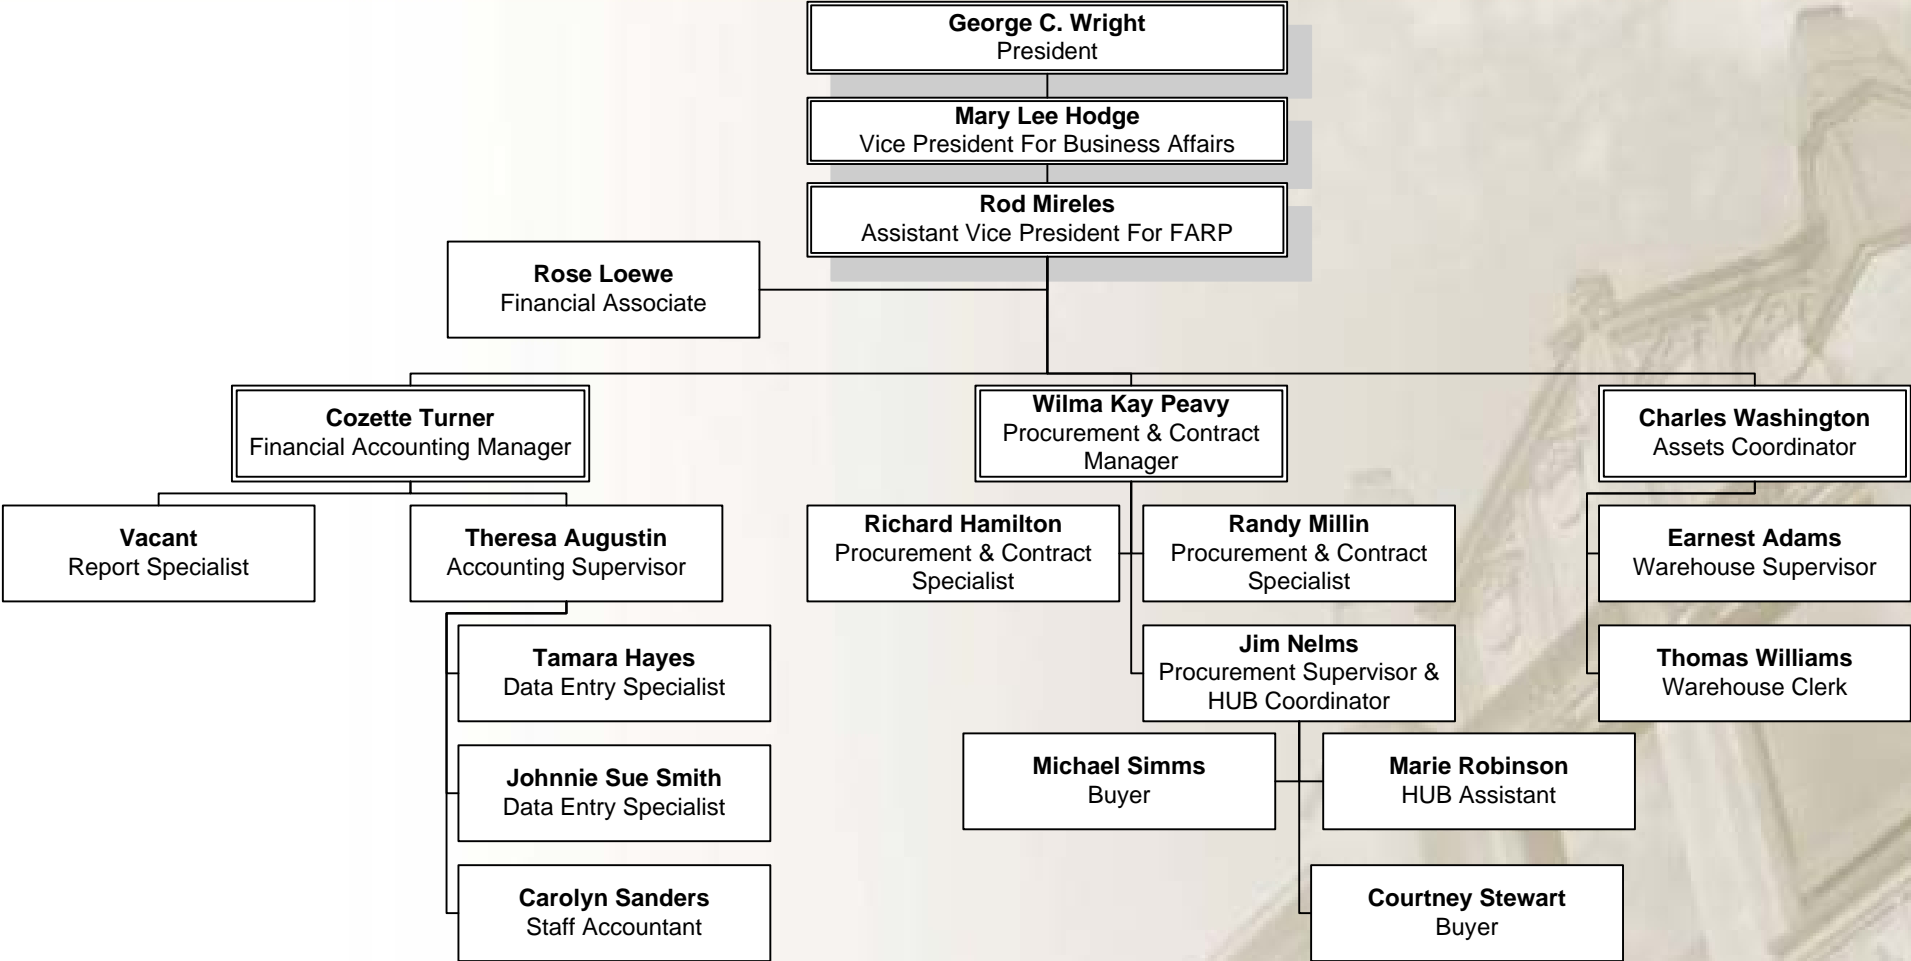 George C. Wright
President
Mary Lee Hodge
Vice President For Business Affairs
Rod Mireles
Assistant Vice President For FARP
Rose Loewe
Financial Associate
Cozette Turner
Financial Accounting Manager
Wilma Kay Peavy
Procurement & Contract
Manager
Charles Washington
Assets Coordinator
Vacant
Report Specialist
Theresa Augustin
Accounting Supervisor
Richard Hamilton
Procurement & Contract
Specialist
Randy Millin
Procurement & Contract
Specialist
Earnest Adams
Warehouse Supervisor
Tamara Hayes
Data Entry Specialist
Jim Nelms
Procurement Supervisor &
HUB Coordinator
Thomas Williams
Warehouse Clerk
Johnnie Sue Smith
Data Entry Specialist
Michael Simms
Buyer
Marie Robinson
HUB Assistant
Carolyn Sanders
Staff Accountant
Courtney Stewart
Buyer